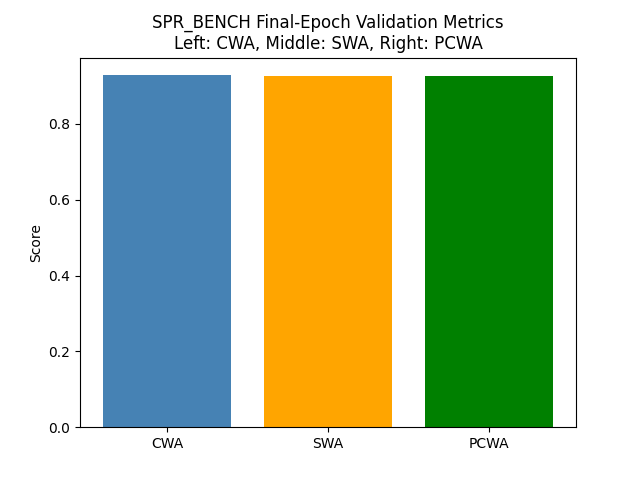 SPR_BENCH Final-Epoch Validation Metrics
Left: CWA, Middle: SWA, Right: PCWA
Score
0.8
0.6
0.4
0.2
0.0
CWA
SWA
PCWA